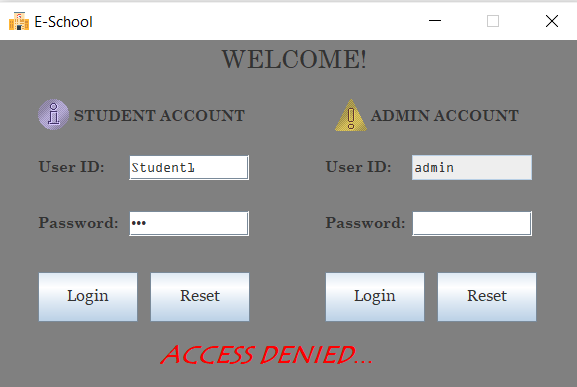 E-School
WELCOME!
STUDENT ACCOUNT
User ID: Student1
Password: •••
Login Reset
ADMIN ACCOUNT
User ID: admin
Password:
Login Reset
ACCESS DENIED...